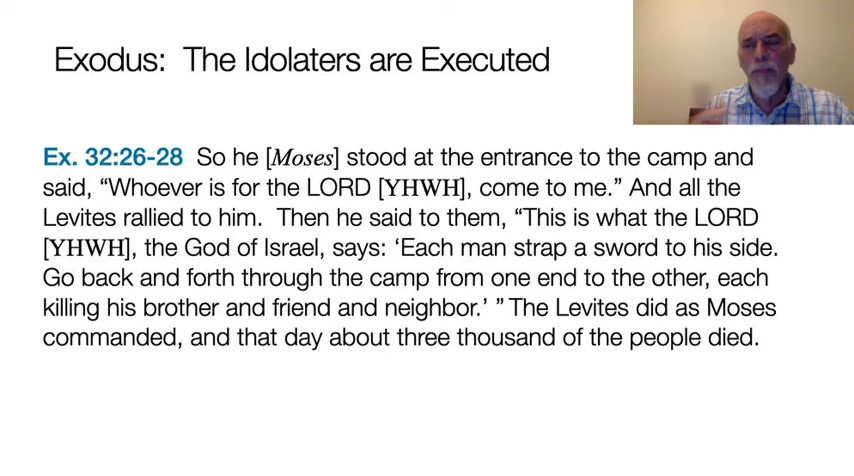 Exodus:  The Idolaters are Executed
Ex. 32:26-28  So he [Moses] stood at the entrance to the camp and
said, “Whoever is for the LORD [YHWH], come to me.” And all the
Levites rallied to him.  Then he said to them, “This is what the LORD
[YHWH], the God of Israel, says: ‘Each man strap a sword to his side.
Go back and forth through the camp from one end to the other, each
killing his brother and friend and neighbor.’ ” The Levites did as Moses
commanded, and that day about three thousand of the people died.